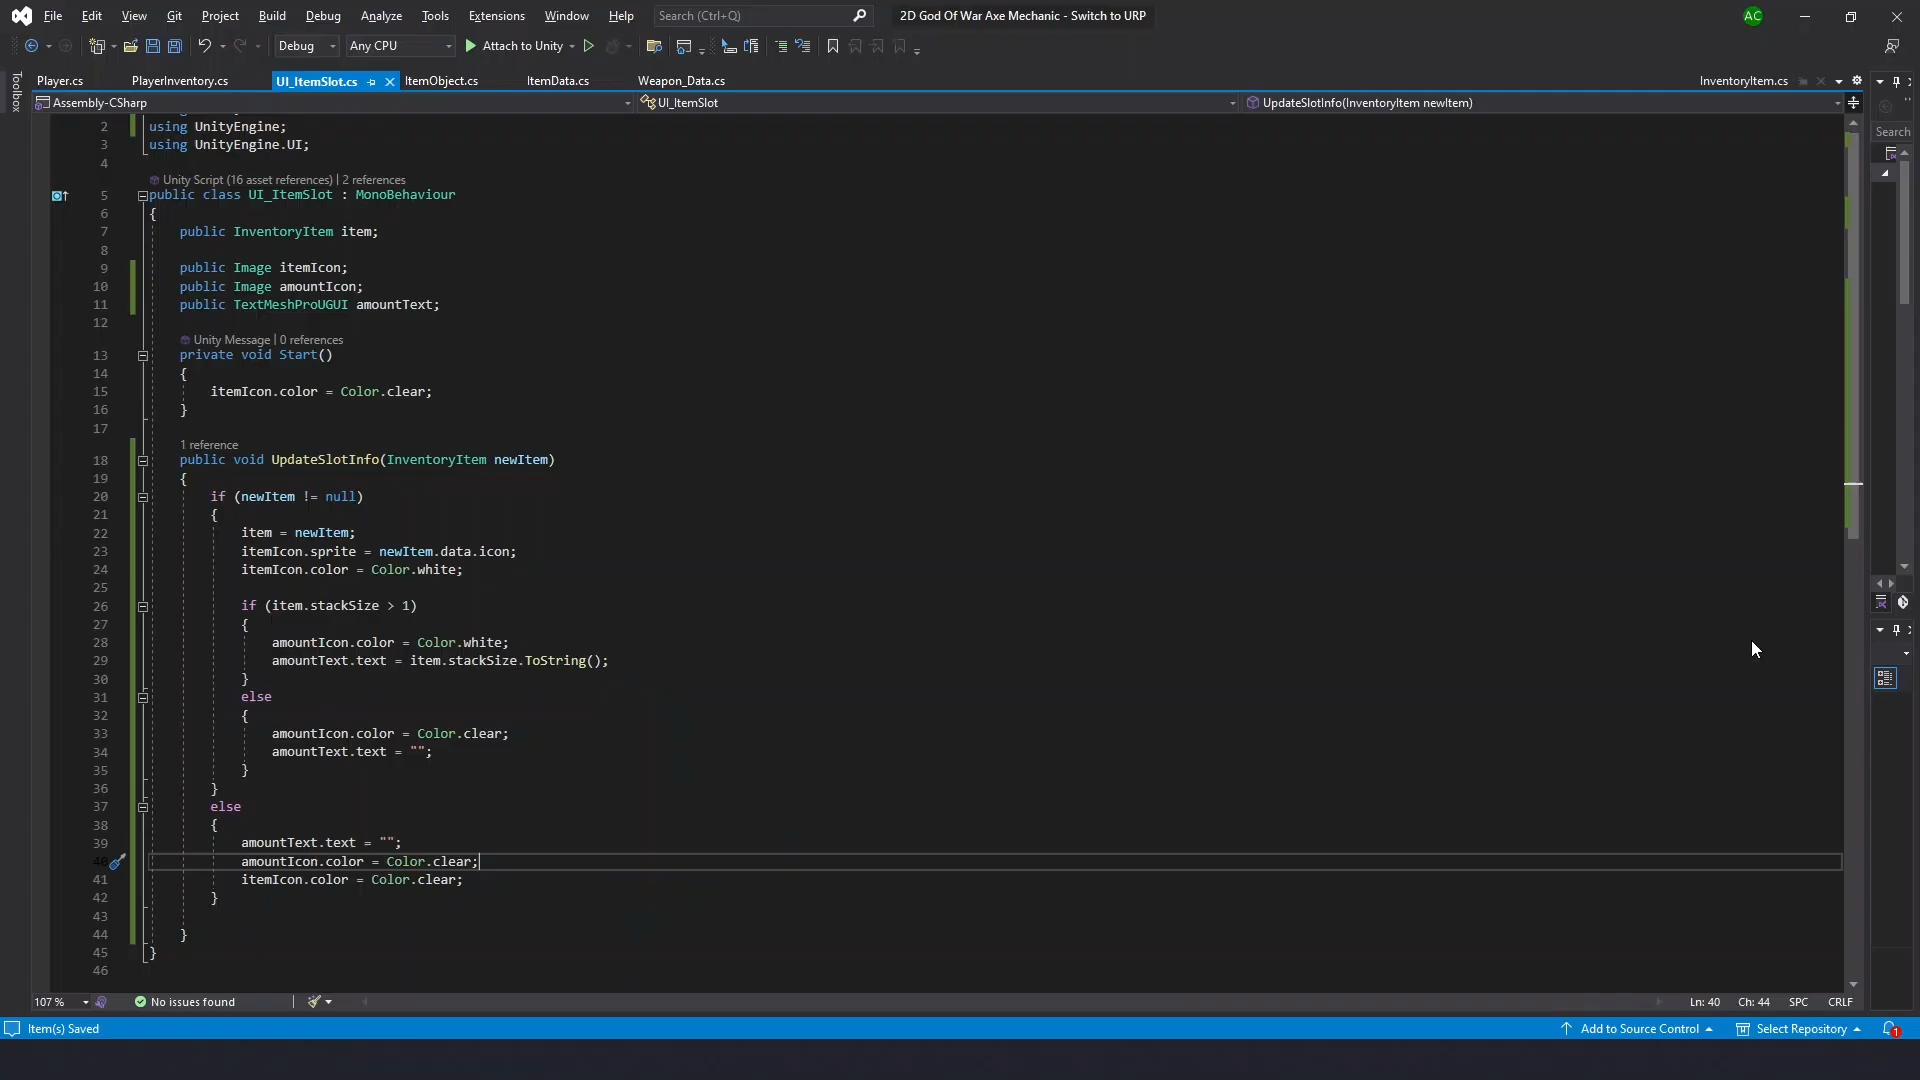 File Edit View Git Project Build Debug Analyze Tools Extensions Window Help Search (Ctrl+Q) 2D God Of War Axe Mechanic - Switch to URP AC
Debug Any CPU Attach to Unity
Toolbox
Player.cs PlayerInventory.cs UI_ItemSlot.cs ItemObject.cs ItemData.cs Weapon_Data.cs InventoryItem.cs
Assembly-CSharp UI_ItemSlot UpdateSlotInfo(InventoryItem newItem)
Search
2 using UnityEngine;
3 using UnityEngine.UI;
4
Unity Script (16 asset references) | 2 references
5 public class UI_ItemSlot : MonoBehaviour
6 {
7 public InventoryItem item;
8
9 public Image itemIcon;
10 public Image amountIcon;
11 public TextMeshProUGUI amountText;
12
Unity Message | 0 references
13 private void Start()
14 {
15 itemIcon.color = Color.clear;
16 }
17
1 reference
18 public void UpdateSlotInfo(InventoryItem newItem)
19 {
20 if (newItem != null)
21 {
22 item = newItem;
23 itemIcon.sprite = newItem.data.icon;
24 itemIcon.color = Color.white;
25
26 if (item.stackSize > 1)
27 {
28 amountIcon.color = Color.white;
29 amountText.text = item.stackSize.ToString();
30 }
31 else
32 {
33 amountIcon.color = Color.clear;
34 amountText.text = "";
35 }
36 }
37 else
38 {
39 amountText.text = "";
40 amountIcon.color = Color.clear;
41 itemIcon.color = Color.clear;
42 }
43
44 }
45 }
46
107 % No issues found Ln: 40 Ch: 44 SPC CRLF
Item(s) Saved Add to Source Control Select Repository 1